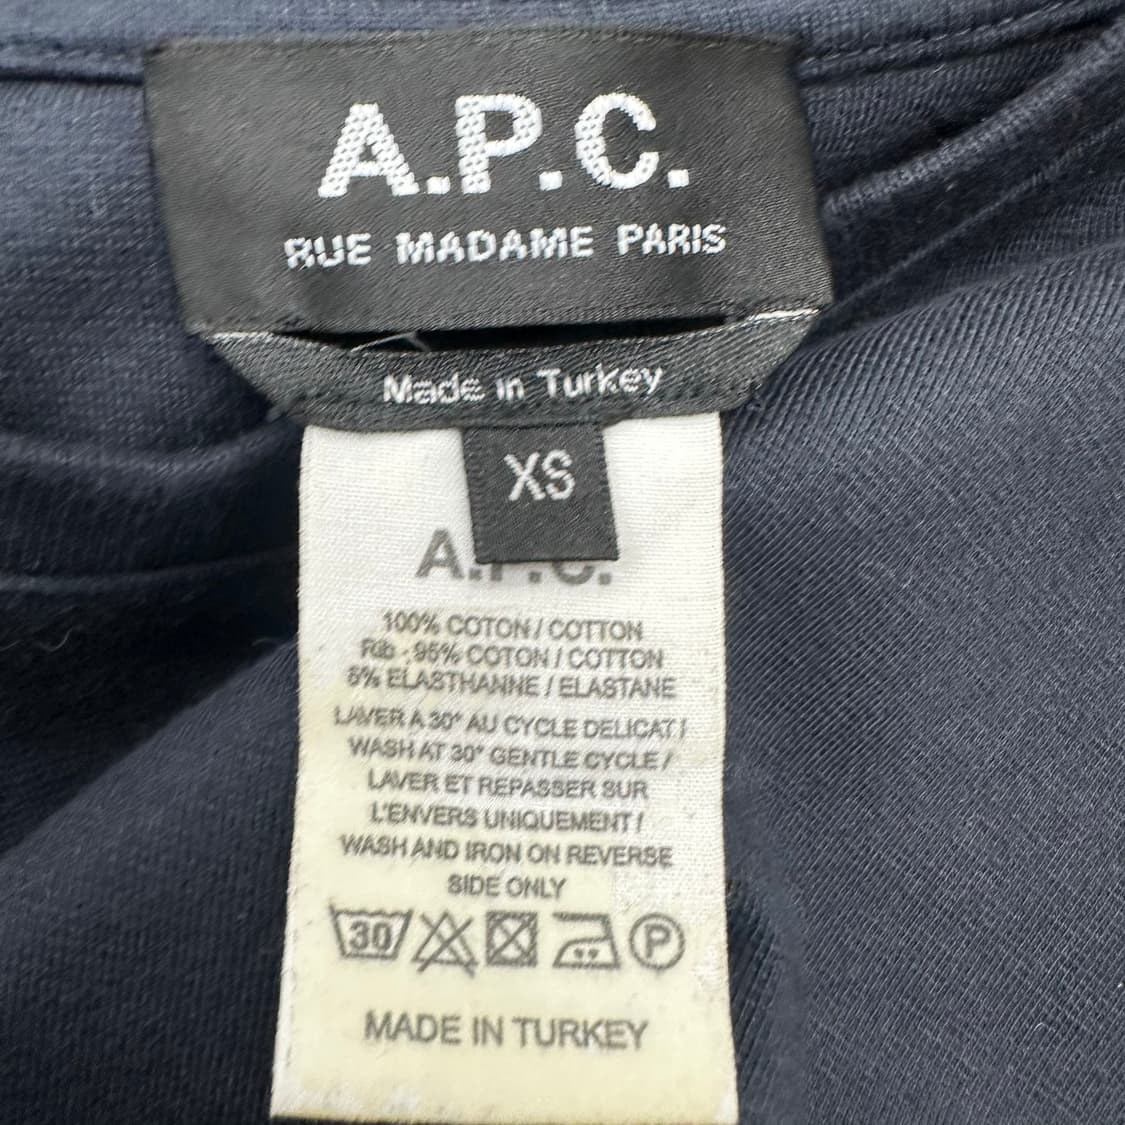 A.P.C.
RUE MADAME PARIS
Made in Turkey
XS
A.P.C.
100% COTON / COTTON
Rib : 95% COTON / COTTON
5% ELASTHANNE / ELASTANE
LAVER A 30° AU CYCLE DELICAT /
WASH AT 30° GENTLE CYCLE /
LAVER ET REPASSER SUR
L'ENVERS UNIQUEMENT /
WASH AND IRON ON REVERSE
SIDE ONLY
30 P
MADE IN TURKEY